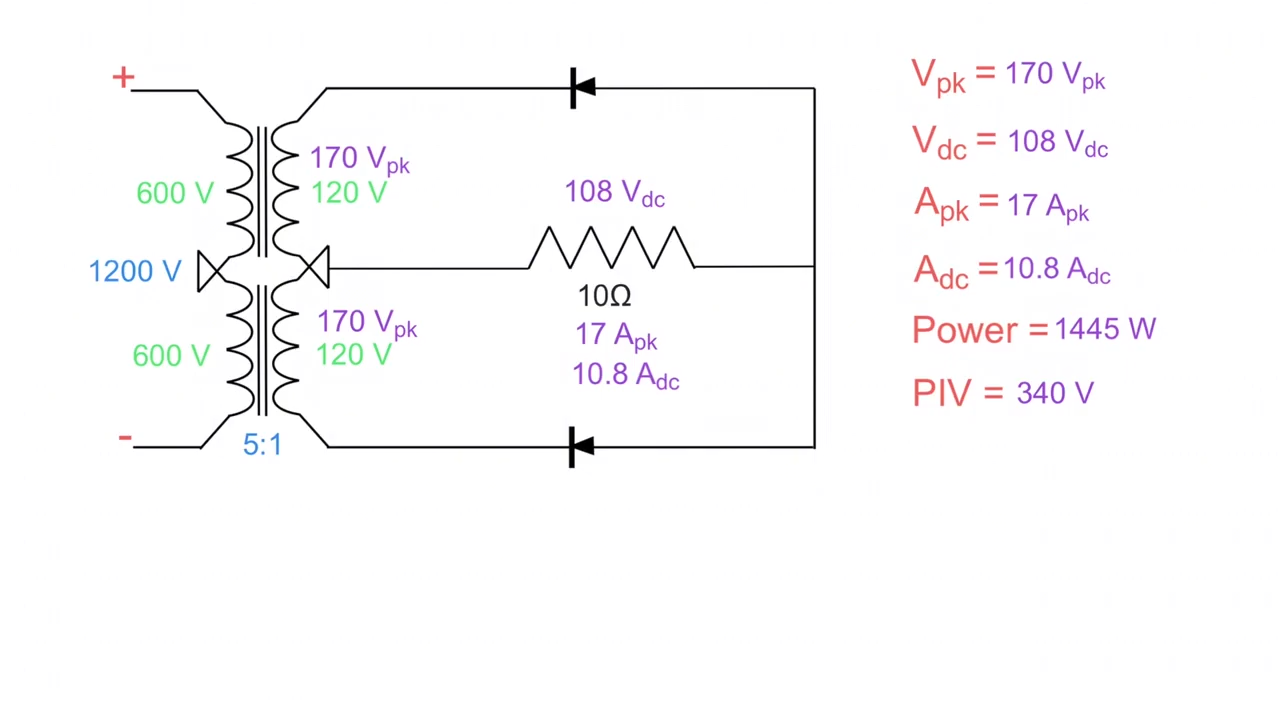 +
600 V
1200 V
600 V
-
5:1
170 Vpk
120 V
170 Vpk
120 V
108 Vdc
10Ω
17 Apk
10.8 Adc
Vpk = 170 Vpk
Vdc = 108 Vdc
Apk = 17 Apk
Adc = 10.8 Adc
Power = 1445 W
PIV = 340 V